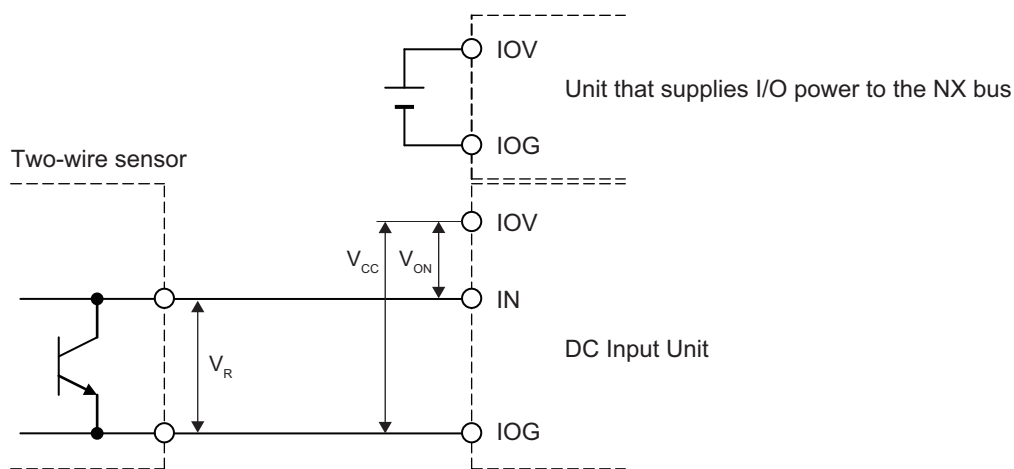 IOV
Unit that supplies I/O power to the NX bus
IOG
Two-wire sensor
IOV
VCC
VON
IN
VR
DC Input Unit
IOG